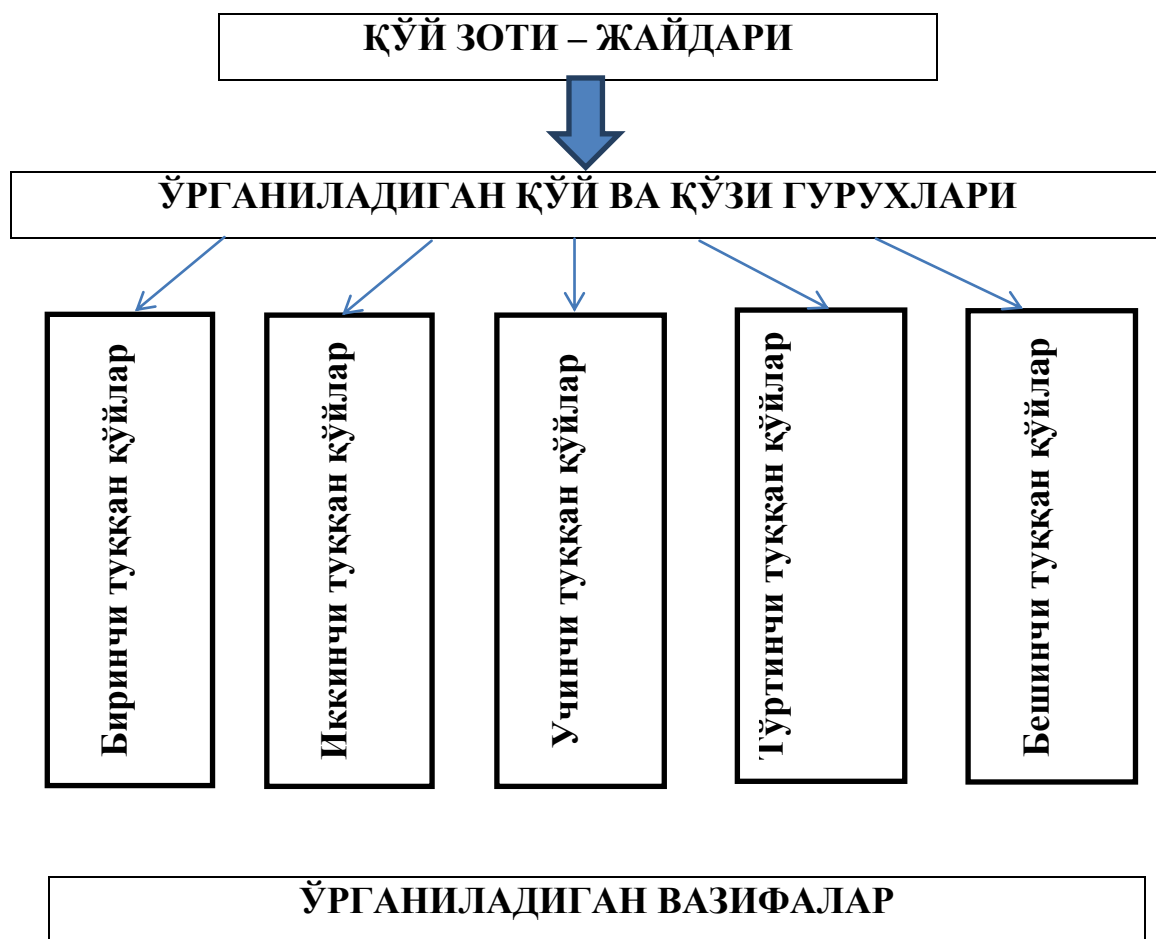 ҚЎЙ ЗОТИ – ЖАЙДАРИ
ЎРГАНИЛАДИГАН ҚЎЙ ВА ҚЎЗИ ГУРУХЛАРИ
Биринчи туққан қўйлар
Иккинчи туққан қўйлар
Учинчи туққан қўйлар
Тўртинчи туққан қўйлар
Бешинчи туққан қўйлар
ЎРГАНИЛАДИГАН ВАЗИФАЛАР